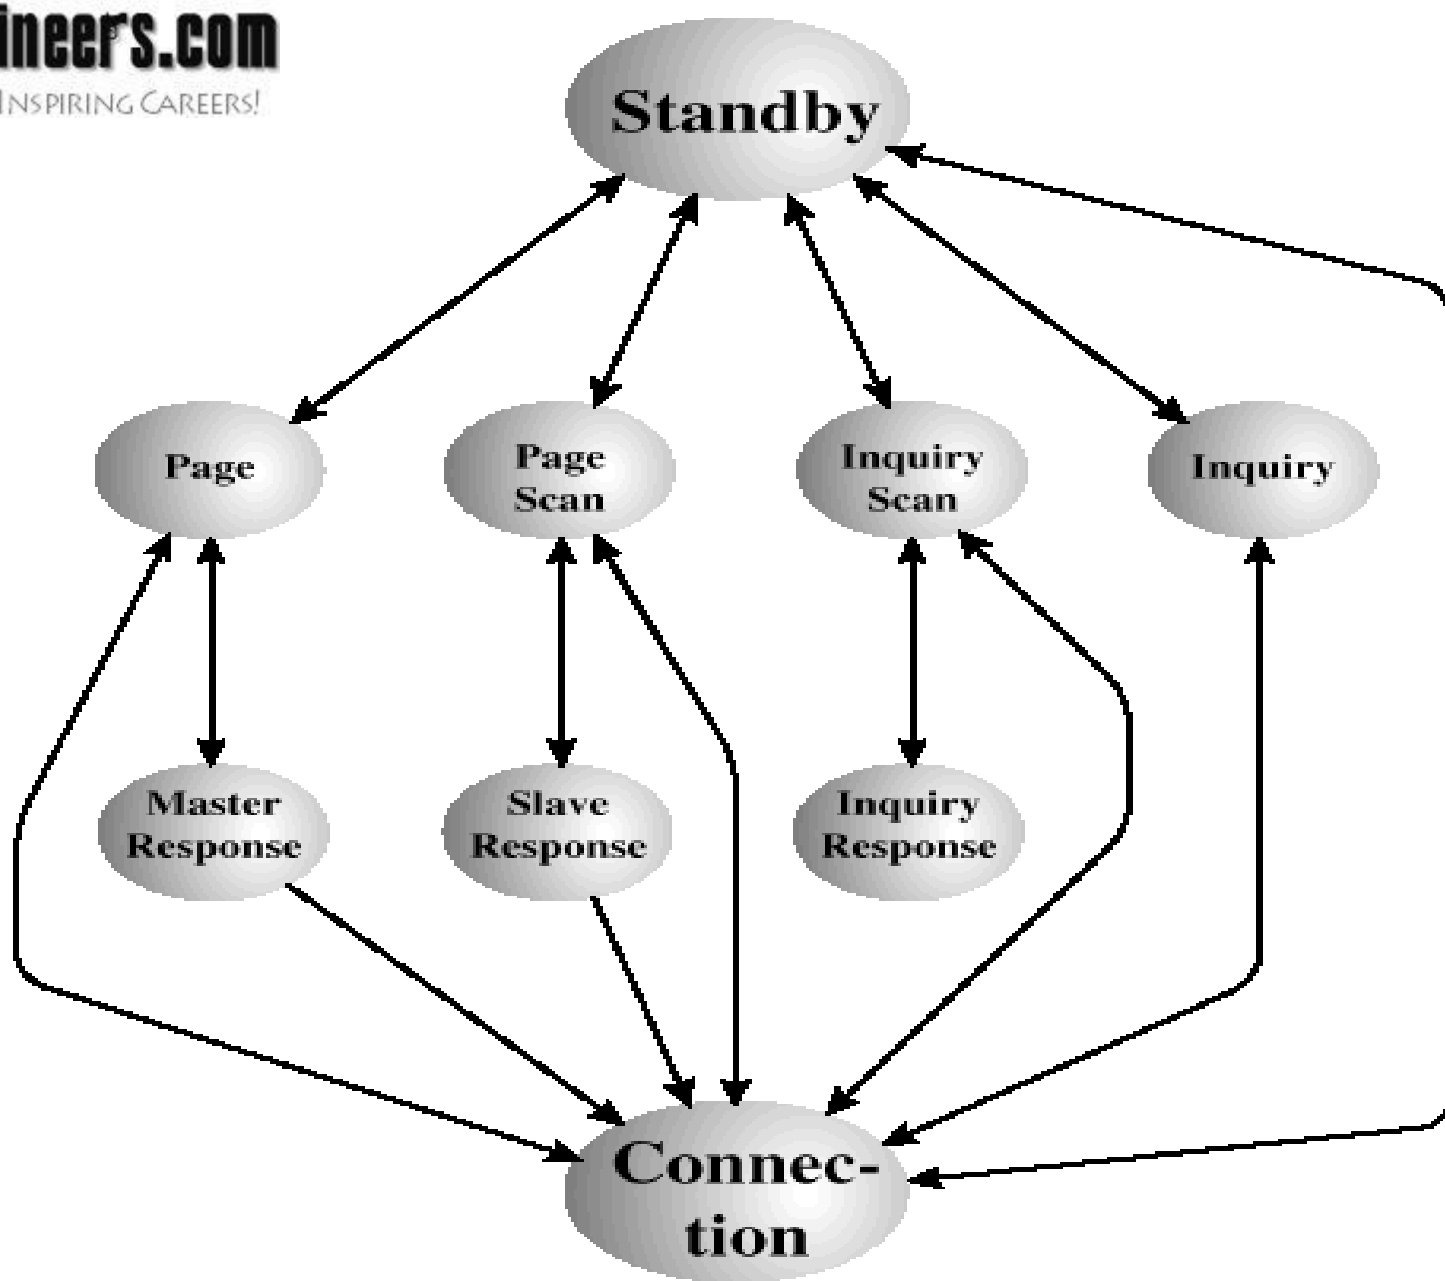 ineers.com
INSPIRING CAREERS!
Standby
Page
Page
Scan
Inquiry
Scan
Inquiry
Master
Response
Slave
Response
Inquiry
Response
Connec-
tion